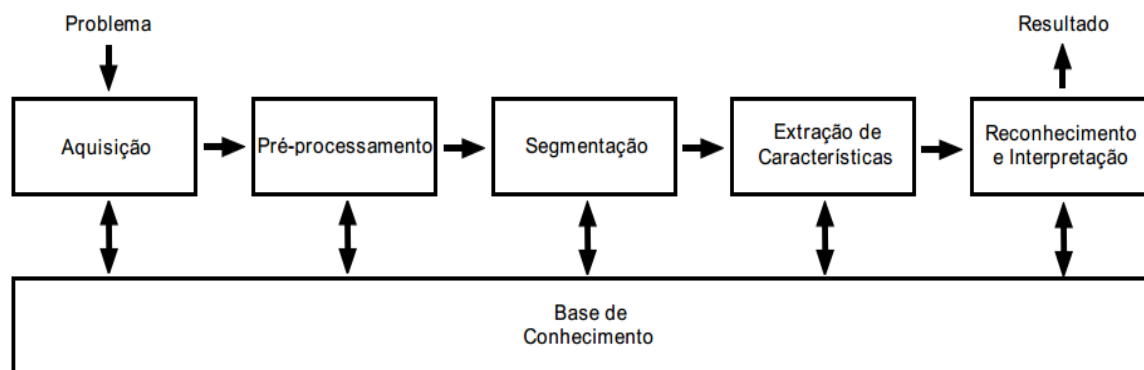 Problema
Resultado
Aquisição
Pré-processamento
Segmentação
Extração de
Características
Reconhecimento
e Interpretação
Base de
Conhecimento